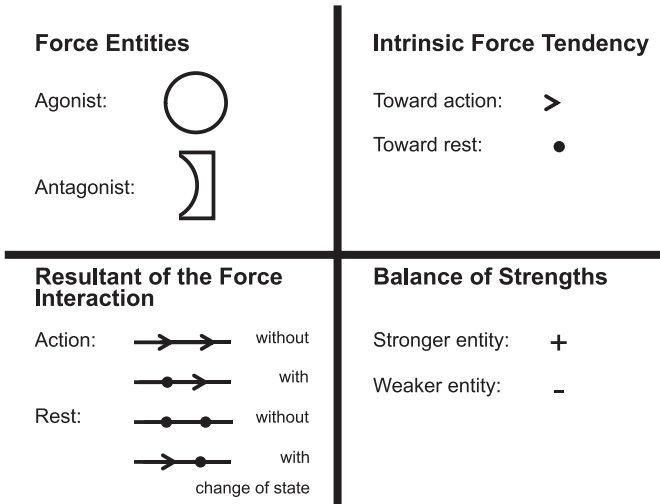 Force Entities
Agonist:
Antagonist:
Intrinsic Force Tendency
Toward action:
Toward rest:
Resultant of the Force
Interaction
Action:
without
with
Rest:
without
with
change of state
Balance of Strengths
Stronger entity: +
Weaker entity: -